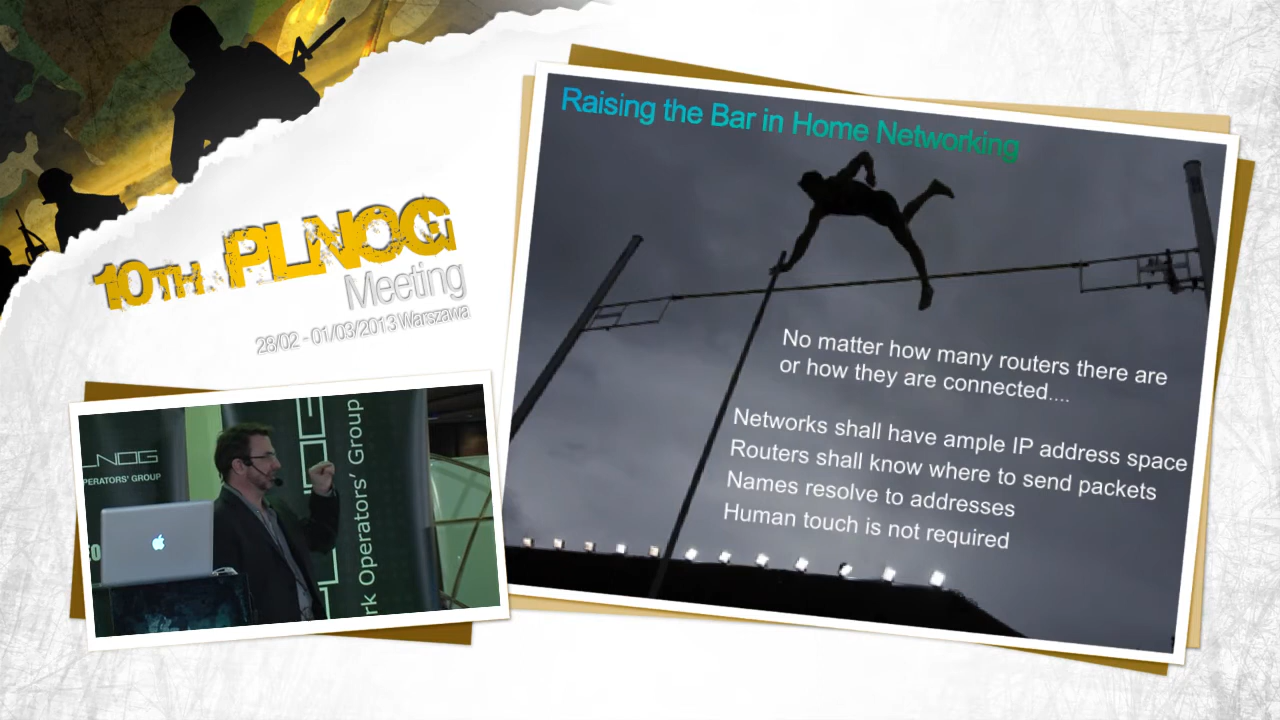 10TH PLNOG
Meeting
28/02 - 01/03/2013 Warszawa
Raising the Bar in Home Networking
No matter how many routers there are
or how they are connected....
Networks shall have ample IP address space
Routers shall know where to send packets
Names resolve to addresses
Human touch is not required
PERATORS' GROUP
rk Operators' Group